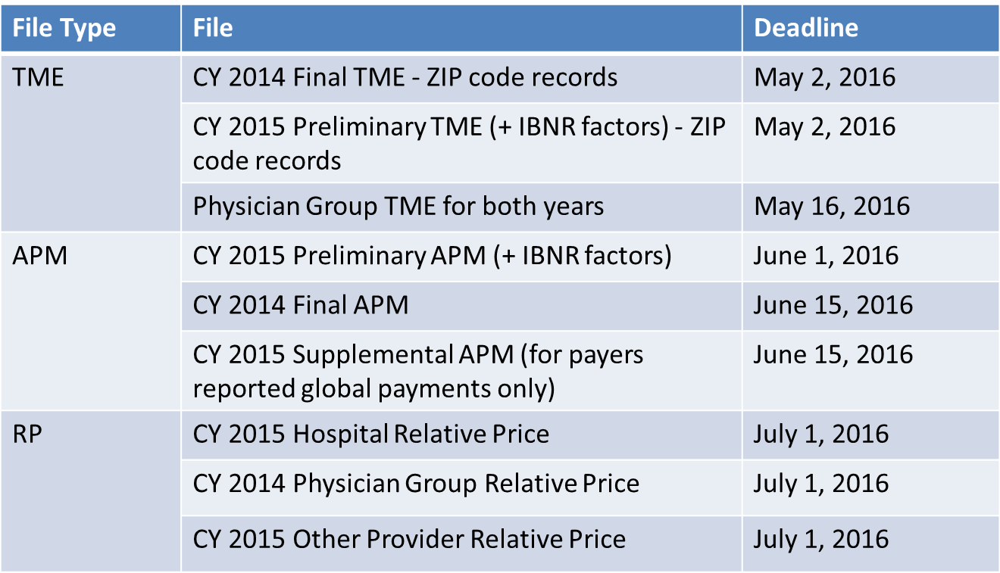 File Type File Deadline
TME CY 2014 Final TME - ZIP code records May 2, 2016
CY 2015 Preliminary TME (+ IBNR factors) - ZIP May 2, 2016
code records
Physician Group TME for both years May 16, 2016
APM CY 2015 Preliminary APM (+ IBNR factors) June 1, 2016
CY 2014 Final APM June 15, 2016
CY 2015 Supplemental APM (for payers June 15, 2016
reported global payments only)
RP CY 2015 Hospital Relative Price July 1, 2016
CY 2014 Physician Group Relative Price July 1, 2016
CY 2015 Other Provider Relative Price July 1, 2016